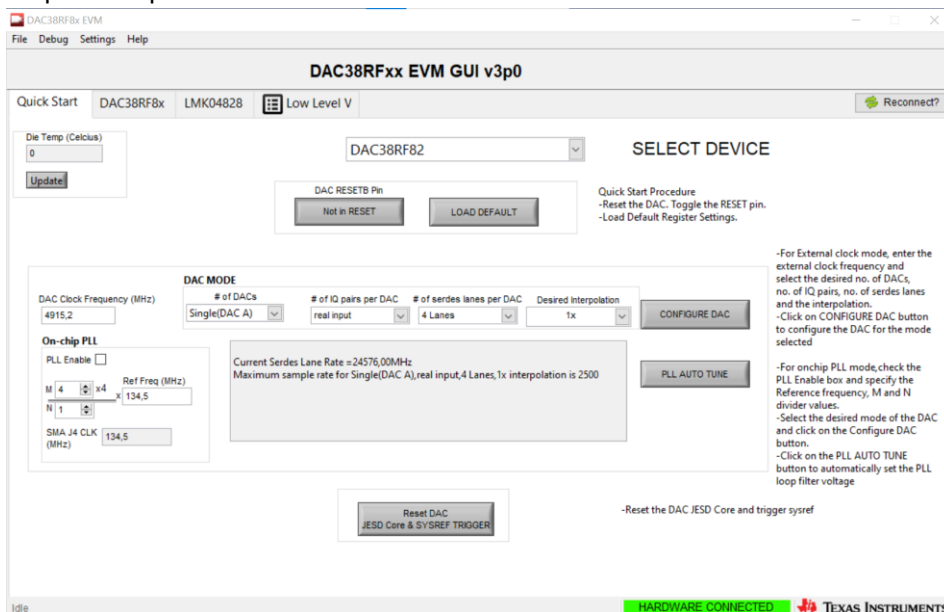 DAC38RF8x EVM
File Debug Settings Help
DAC38RFxx EVM GUI v3p0
Quick Start DAC38RF8x LMK04828 Low Level V
Reconnect?
Die Temp (Celcius)
0
Update
DAC38RF82
SELECT DEVICE
DAC RESETB Pin
Not in RESET LOAD DEFAULT
Quick Start Procedure
-Reset the DAC. Toggle the RESET pin.
-Load Default Register Settings.
DAC MODE
DAC Clock Frequency (MHz)
4915,2
# of DACs
Single(DAC A)
# of IQ pairs per DAC
real input
# of serdes lanes per DAC
4 Lanes
Desired Interpolation
1x
CONFIGURE DAC
On-chip PLL
PLL Enable
M 4 x4
N 1
x
Ref Freq (MHz)
134,5
SMA J4 CLK
(MHz)
134,5
Current Serdes Lane Rate =24576,00MHz
Maximum sample rate for Single(DAC A),real input,4 Lanes,1x interpolation is 2500
PLL AUTO TUNE
-For External clock mode, enter the
external clock frequency and
select the desired no. of DACs,
no. of IQ pairs, no. of serdes lanes
and the interpolation.
-Click on CONFIGURE DAC button
to configure the DAC for the mode
selected
-For onchip PLL mode,check the
PLL Enable box and specify the
Reference frequency, M and N
divider values.
-Select the desired mode of the DAC
and click on the Configure DAC
button.
-Click on the PLL AUTO TUNE
button to automatically set the PLL
loop filter voltage
Reset DAC
JESD Core & SYSREF TRIGGER
-Reset the DAC JESD Core and trigger sysref
Idle
HARDWARE CONNECTED
TEXAS INSTRUMENTS